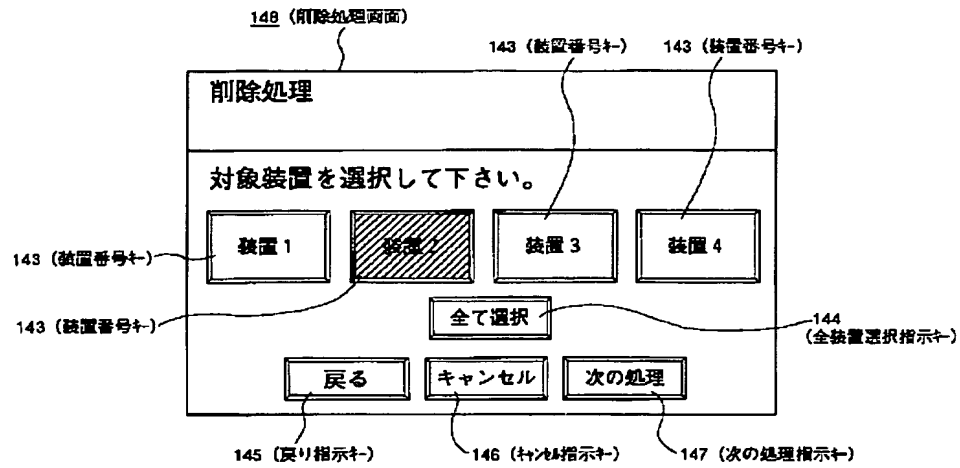 148 (削除処理画面)
143 (装置番号キー)
143 (装置番号キー)
削除処理
対象装置を選択して下さい。
装置1
装置2
装置3
装置4
143 (装置番号キー)
143 (装置番号キー)
全て選択
144
(全装置選択指示キー)
戻る
キャンセル
次の処理
145 (戻り指示キー)
146 (キャンセル指示キー)
147 (次の処理指示キー)